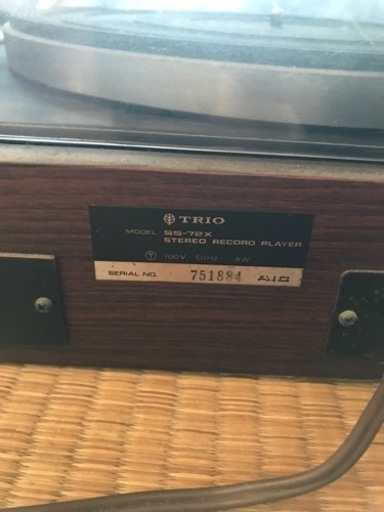 TRIO
MODEL SS-72X
STEREO RECORD PLAYER
T 100V 50Hz 8W
SERIAL NO. 751884